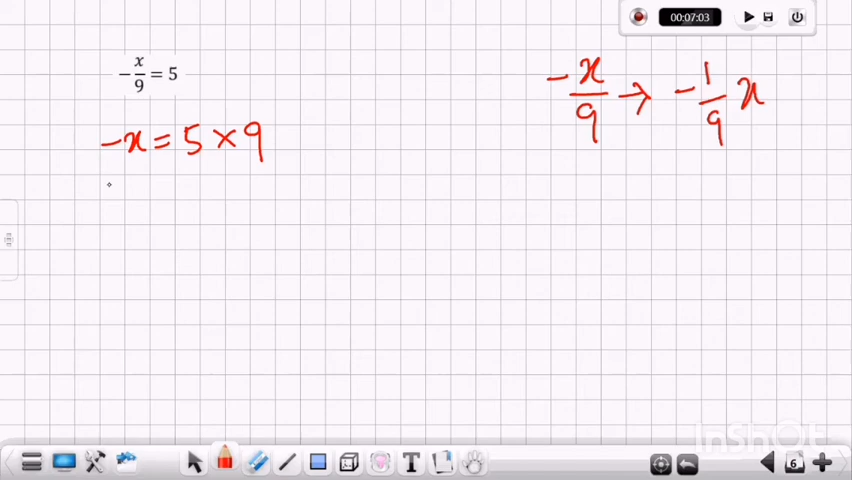 00:07:03
-x/9 = 5
-x/9 → -1/9 x
-x = 5 × 9
InShOt
6